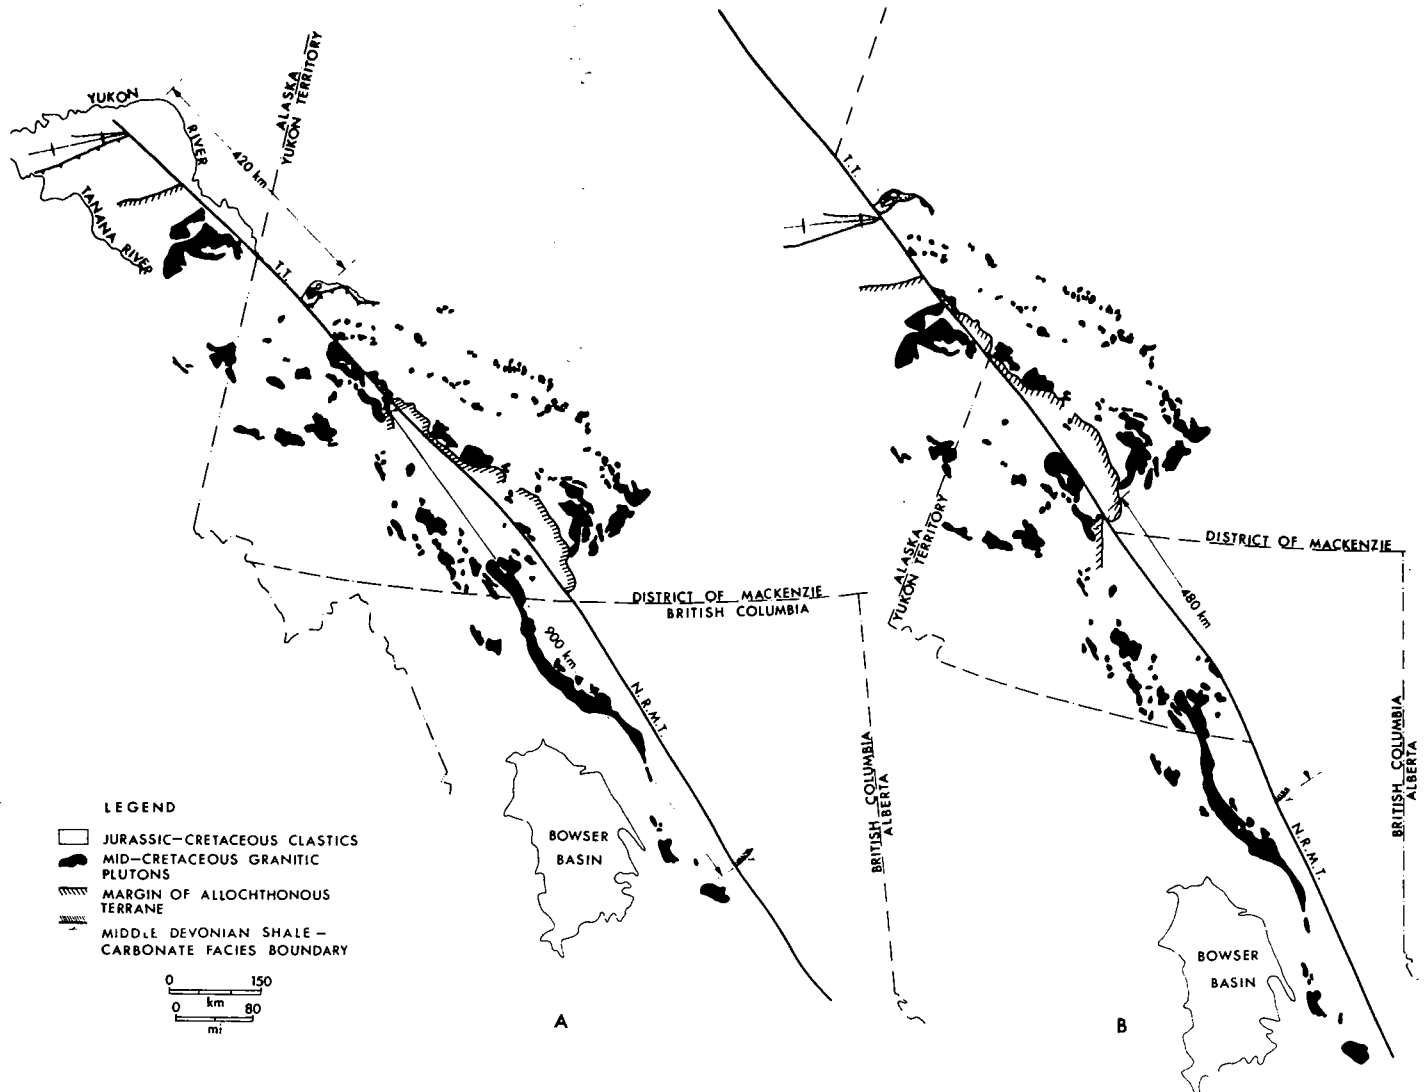 YUKON
RIVER
ALASKA
YUKON TERRITORY
420 km
TANANA RIVER
T.T.
DISTRICT OF MACKENZIE
BRITISH COLUMBIA
900 km
N.R.M.T.
BRITISH COLUMBIA
ALBERTA
BOWSER
BASIN
LEGEND
JURASSIC-CRETACEOUS CLASTICS
MID-CRETACEOUS GRANITIC
PLUTONS
MARGIN OF ALLOCHTHONOUS
TERRANE
MIDDLE DEVONIAN SHALE-
CARBONATE FACIES BOUNDARY
0 150
km
0 80
mi
A
T.T.
ALASKA
YUKON TERRITORY
DISTRICT OF MACKENZIE
480 km
N.R.M.T.
BRITISH COLUMBIA
ALBERTA
BOWSER
BASIN
B